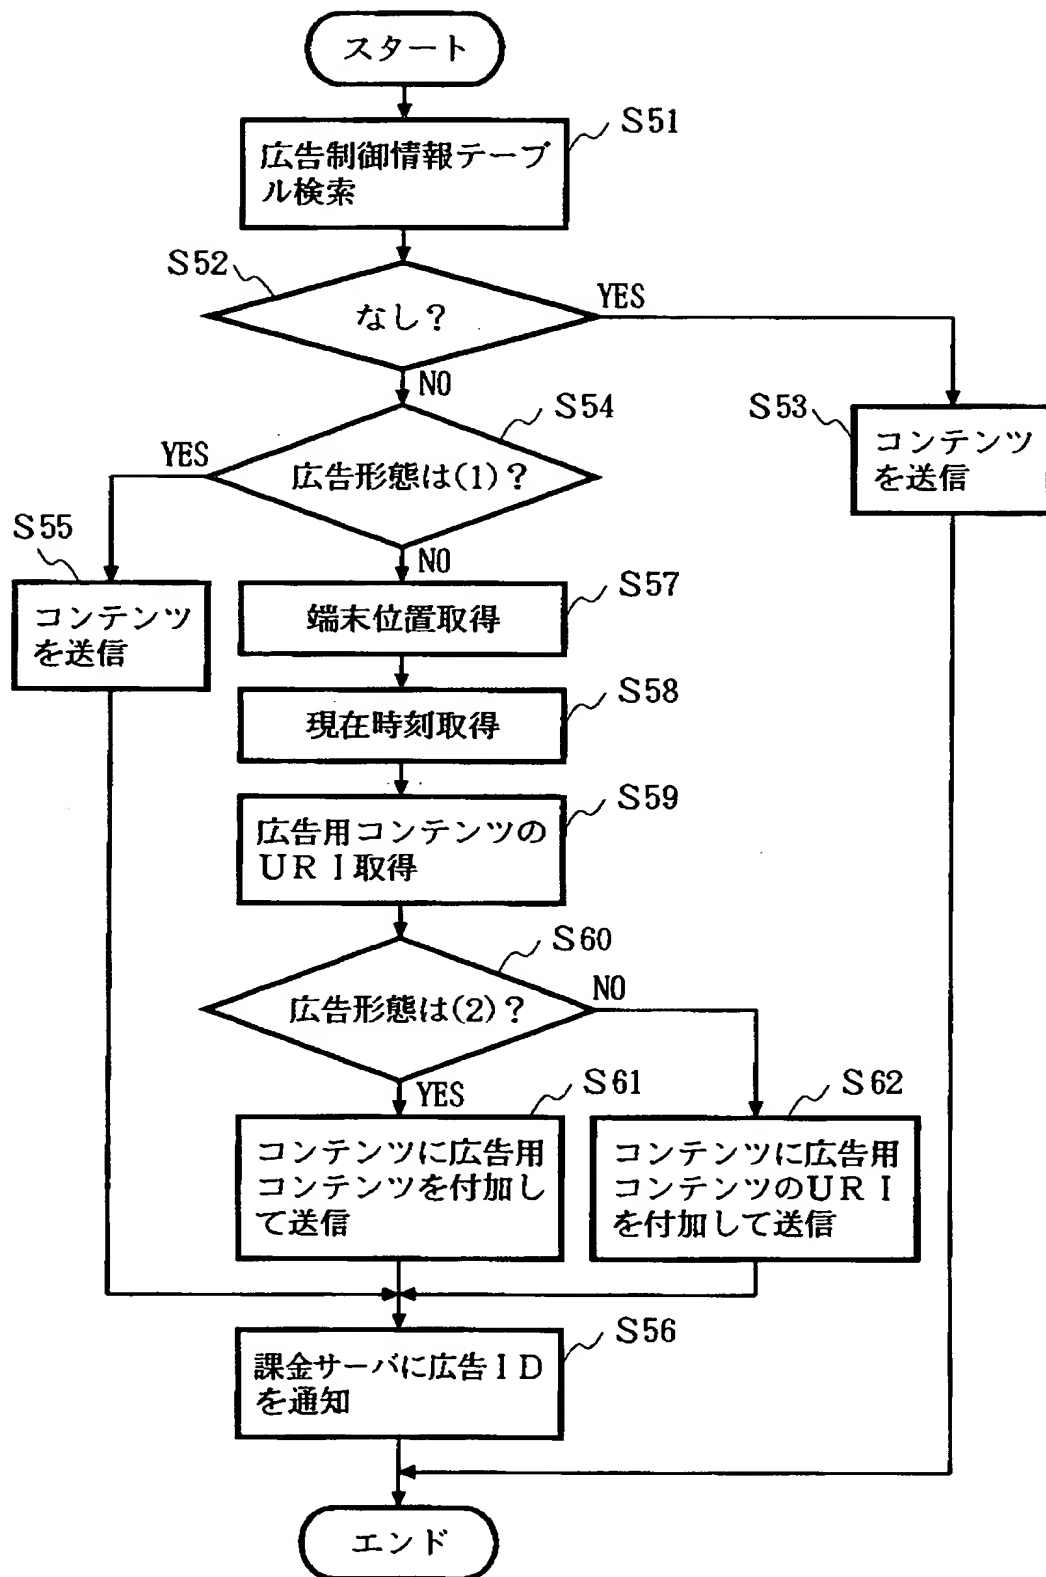 スタート
S51
広告制御情報テーブ
ル検索
S52
なし?
YES
NO
S54
S53
YES
広告形態は(1)?
コンテンツ
を送信
S55
NO
コンテンツ
を送信
S57
端末位置取得
S58
現在時刻取得
S59
広告用コンテンツの
URI取得
S60
広告形態は(2)?
NO
YES
S61
S62
コンテンツに広告用
コンテンツを付加し
て送信
コンテンツに広告用
コンテンツのURI
を付加して送信
S56
課金サーバに広告ID
を通知
エンド